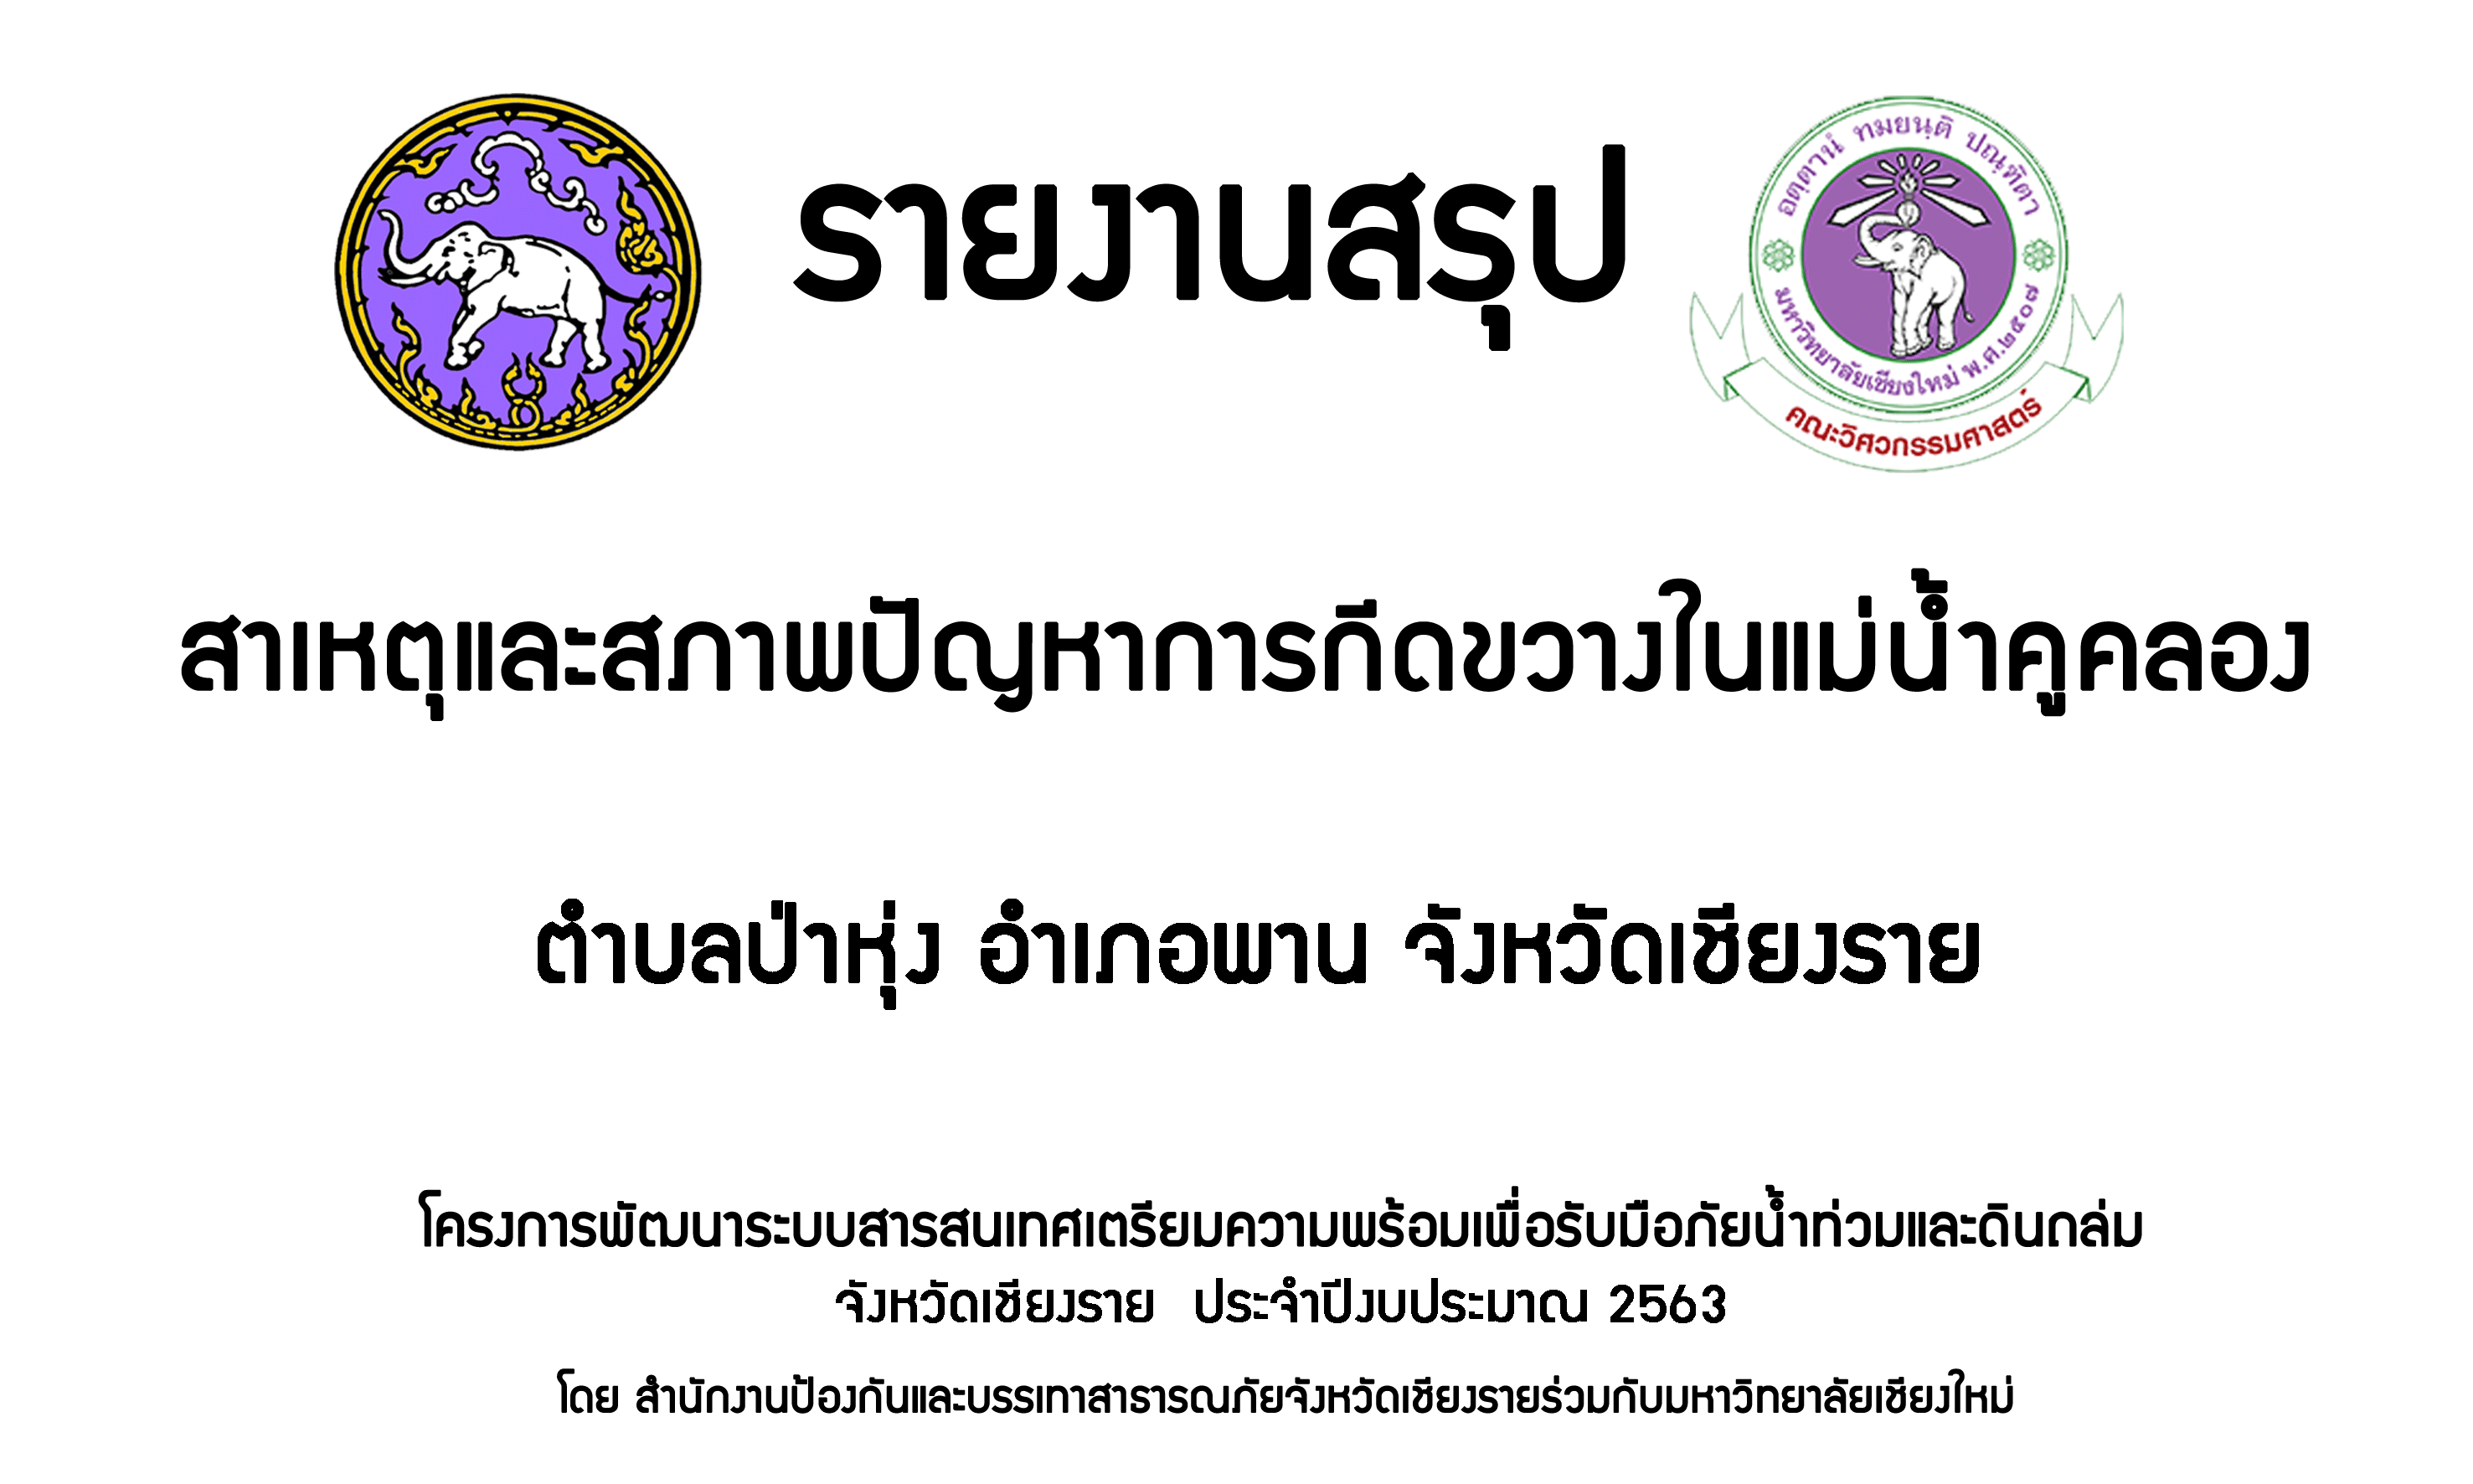 รายงานสรุป
อตฺตานํ ทมยนฺติ ปณฺฑิตา
มหาวิทยาลัยเชียงใหม่ พ.ศ.๒๕๐๗
คณะวิศวกรรมศาสตร์
สาเหตุและสภาพปัญหาการกีดขวางในแม่น้ำคูคลอง
ตำบลป่าหุ่ง อำเภอพาน จังหวัดเชียงราย
โครงการพัฒนาระบบสารสนเทศเตรียมความพร้อมเพื่อรับมือภัยน้ำท่วมและดินถล่ม
จังหวัดเชียงราย ประจำปีงบประมาณ 2563
โดย สำนักงานป้องกันและบรรเทาสาธารณภัยจังหวัดเชียงรายร่วมกับมหาวิทยาลัยเชียงใหม่